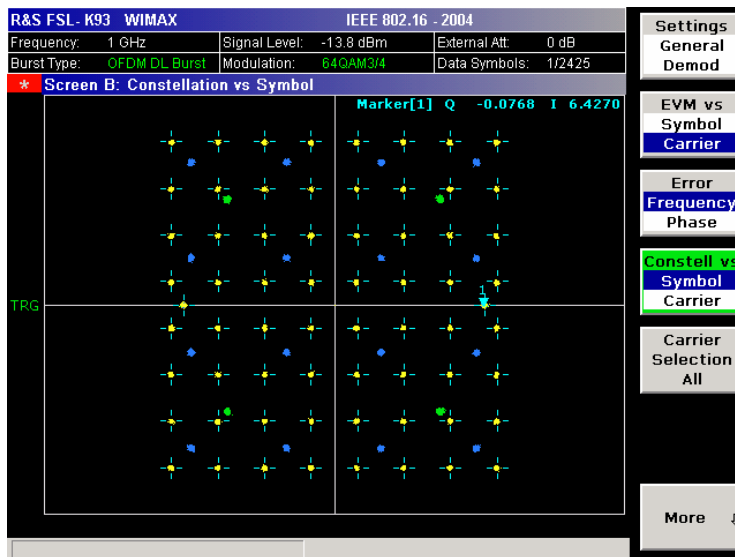 R&S FSL-K93 WIMAX IEEE 802.16 - 2004
Frequency: 1 GHz Signal Level: -13.8 dBm External Att: 0 dB
Burst Type: OFDM DL Burst Modulation: 64QAM3/4 Data Symbols: 1/2425
* Screen B: Constellation vs Symbol
Marker[1] Q -0.0768 I 6.4270
1
TRG
Settings
General
Demod
EVM vs
Symbol
Carrier
Error
Frequency
Phase
Constell vs
Symbol
Carrier
Carrier
Selection
All
More